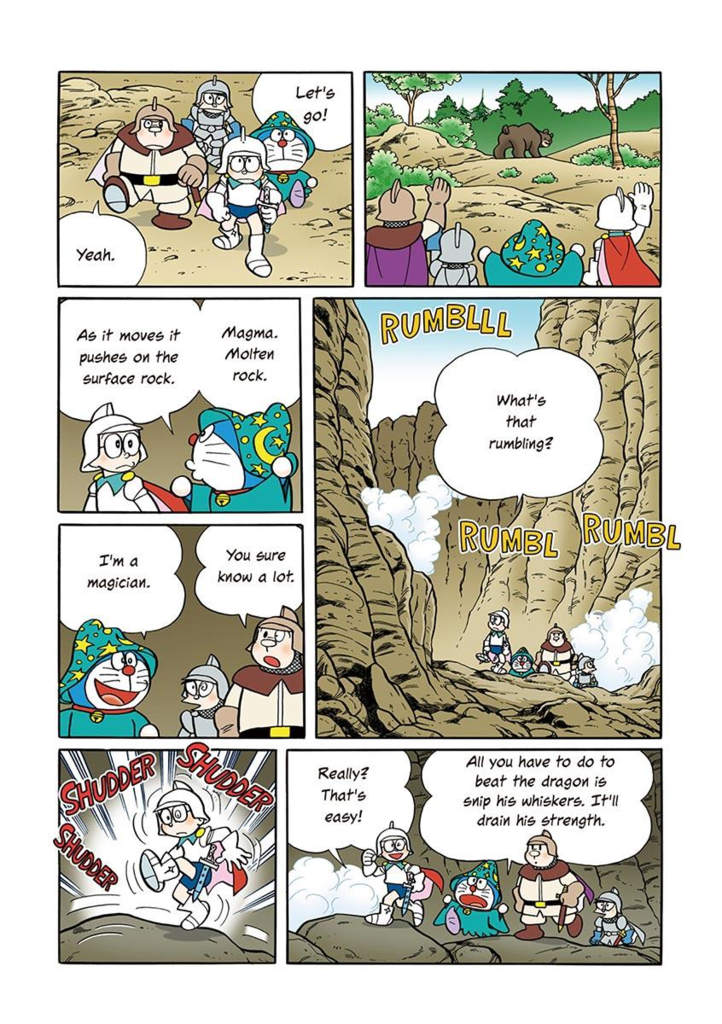 Let's
go!
Yeah.
RUMBLLL
What's
that
rumbling?
RUMBL
RUMBL
Magma.
Molten
rock.
As it moves it
pushes on the
surface rock.
You sure
know a lot.
I'm a
magician.
All you have to do to
beat the dragon is
snip his whiskers. It'll
drain his strength.
Really?
That's
easy!
SHUDDER
SHUDDER
SHUDDER